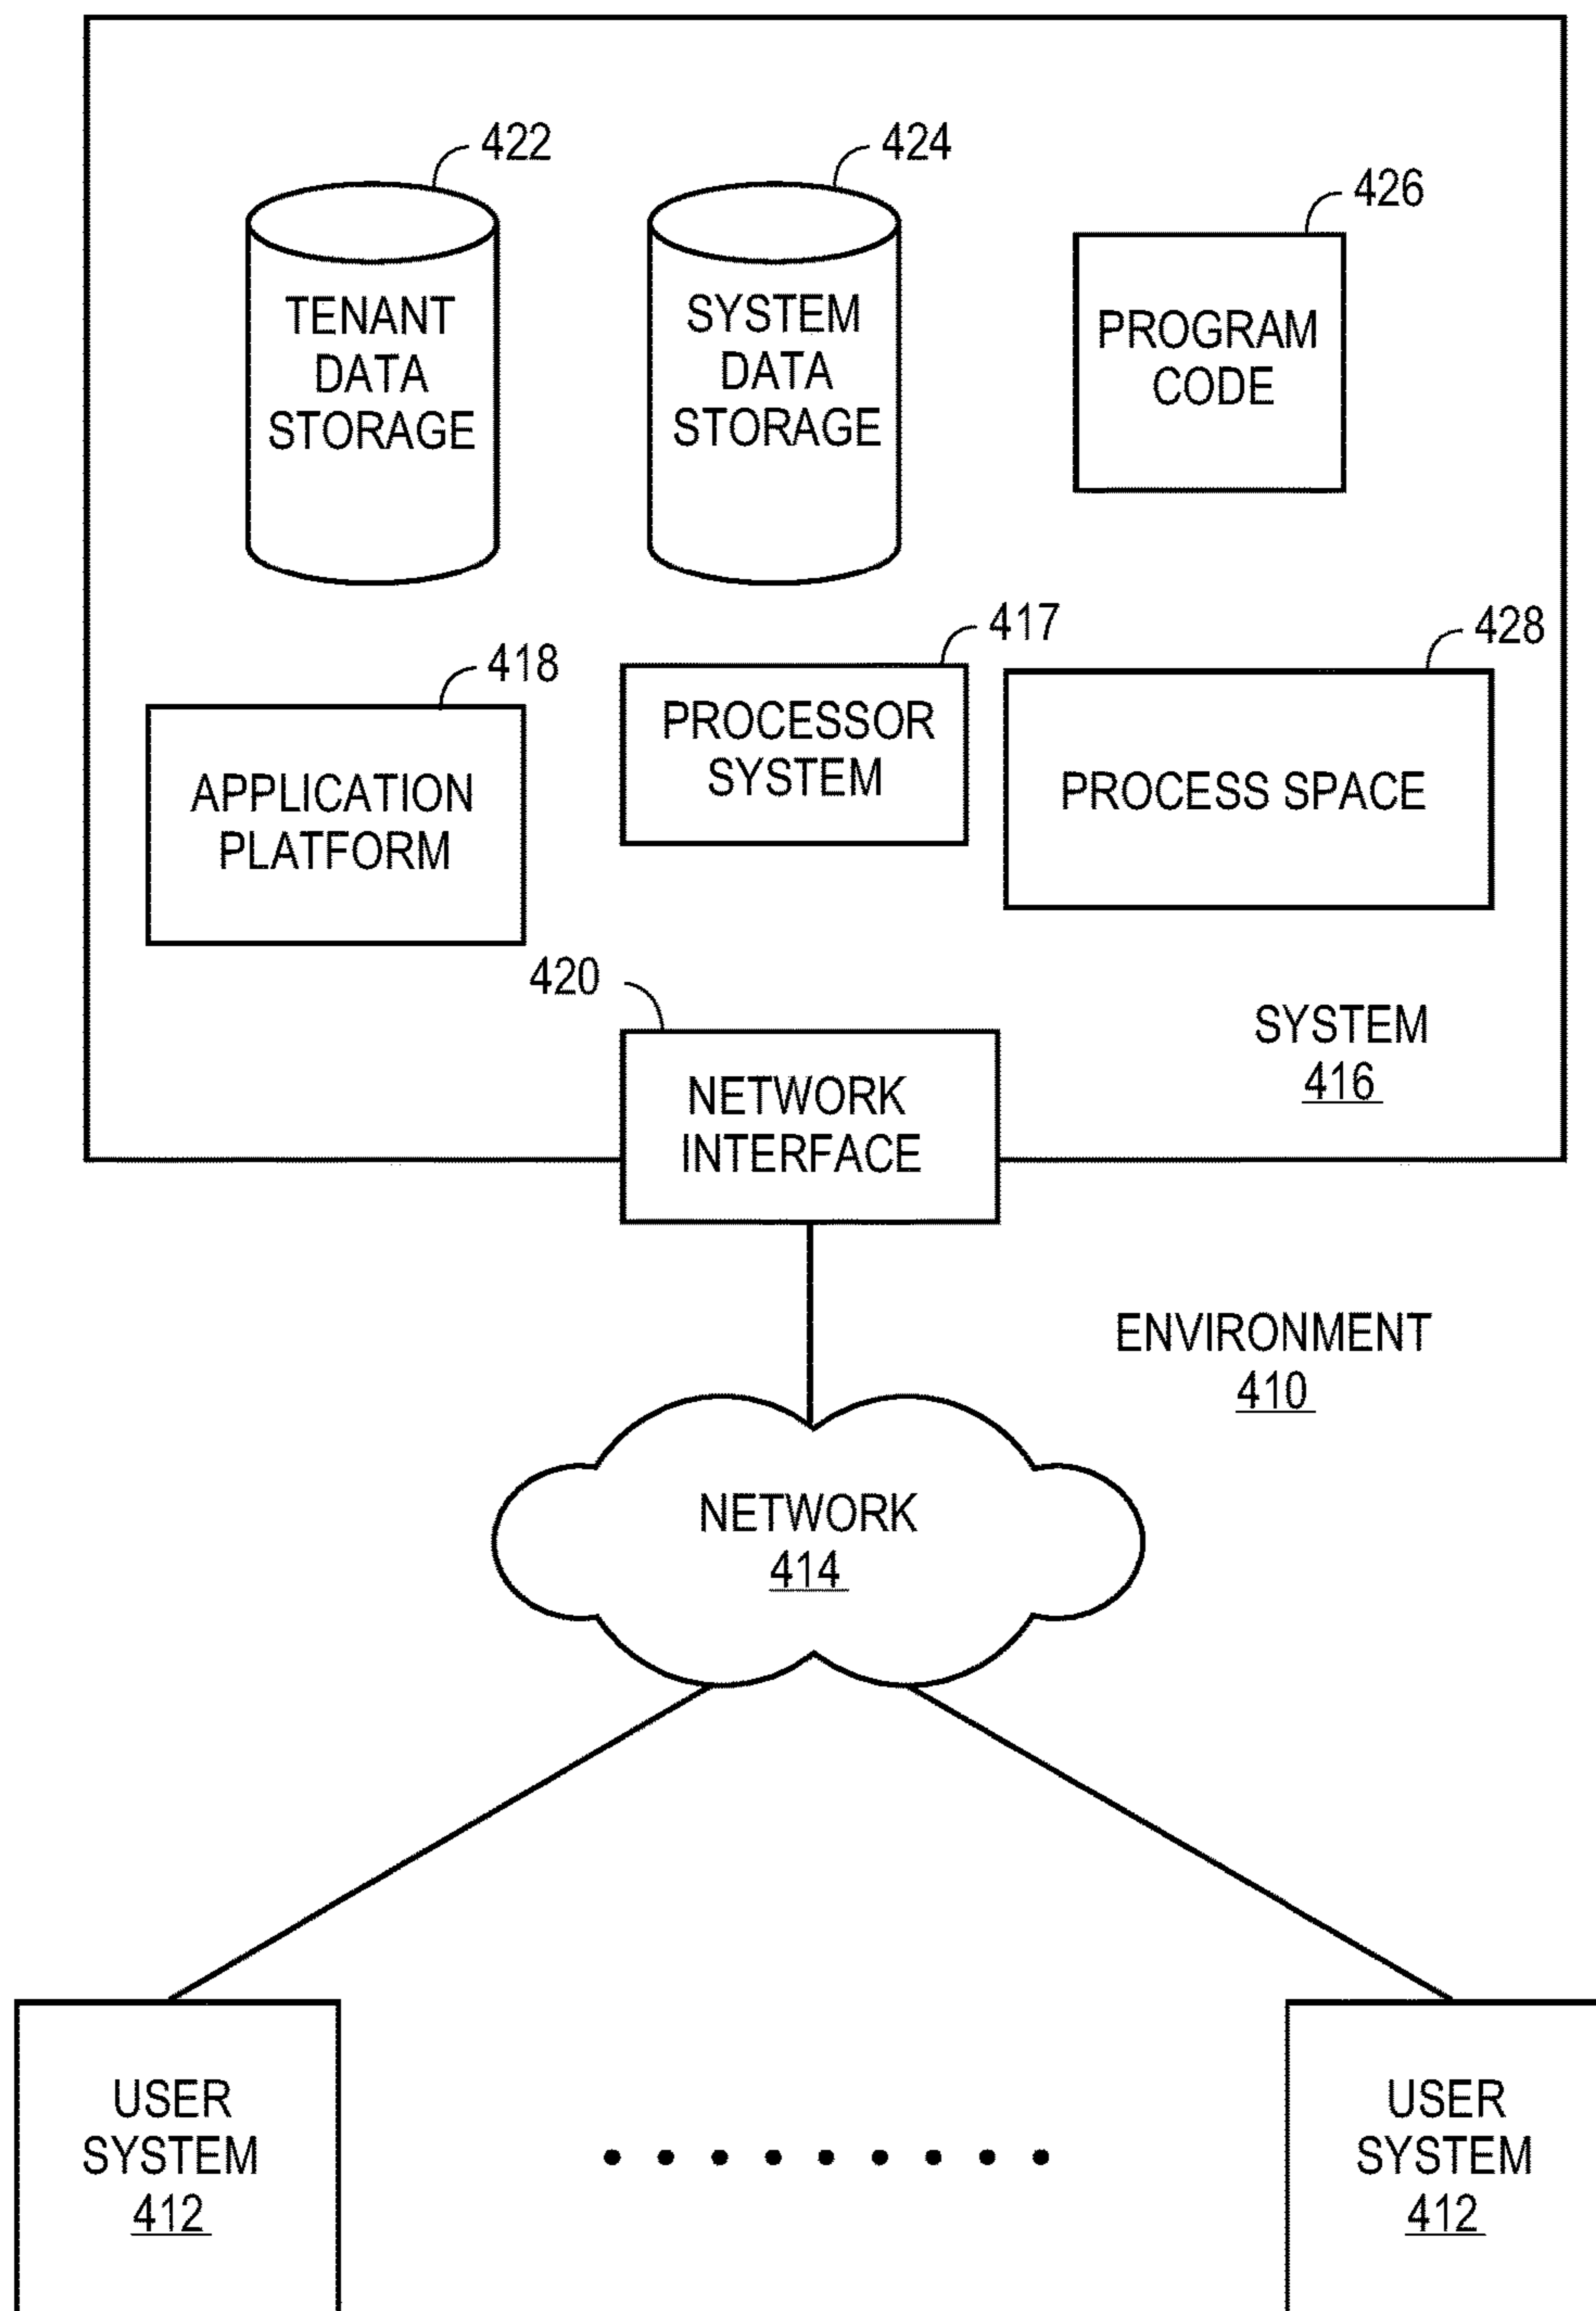 422
424
426
TENANT
DATA
STORAGE
SYSTEM
DATA
STORAGE
PROGRAM
CODE
418
417
428
APPLICATION
PLATFORM
PROCESSOR
SYSTEM
PROCESS SPACE
420
SYSTEM
416
NETWORK
INTERFACE
ENVIRONMENT
410
NETWORK
414
USER
SYSTEM
412
USER
SYSTEM
412